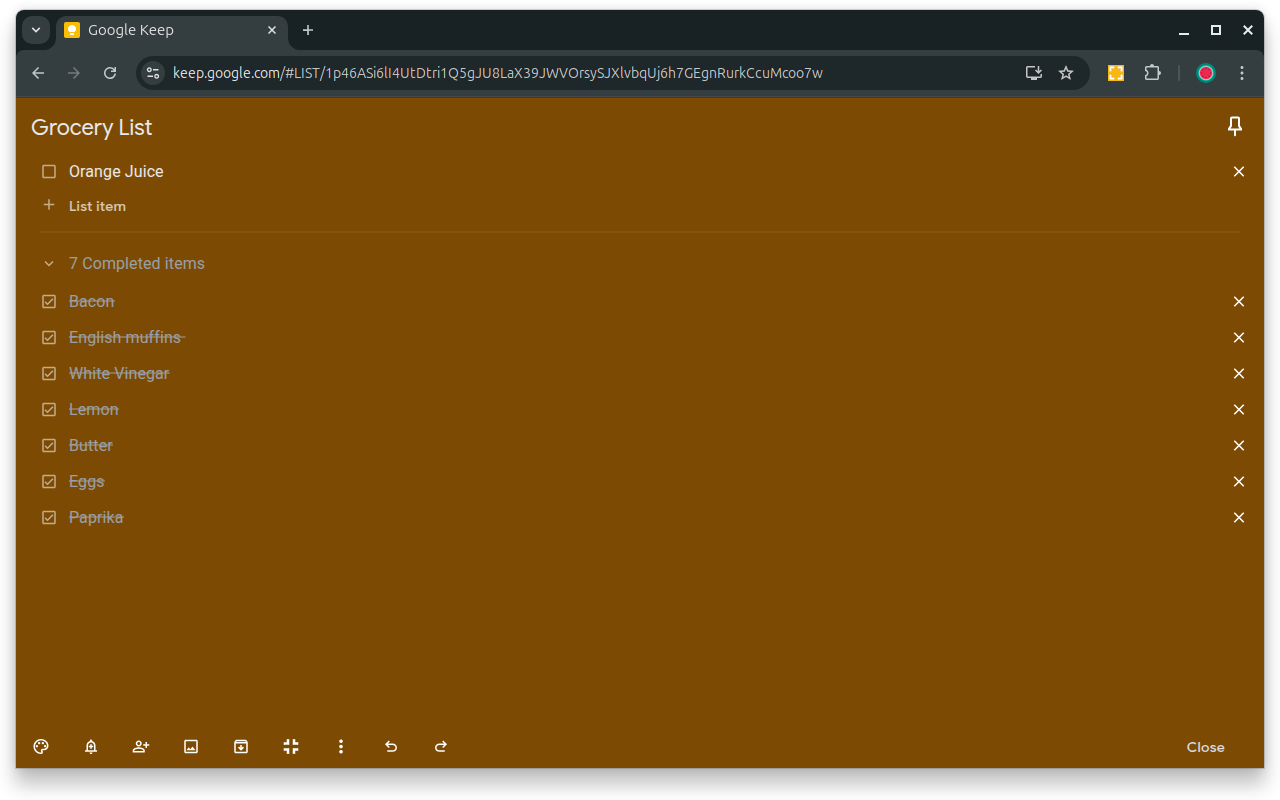 Google Keep
keep.google.com/#LIST/1p46ASi6lI4UtDtri1Q5gJU8LaX39JWVOrsySJXlvbqUj6h7GEgnRurkCcuMcoo7w
Grocery List
Orange Juice
List item
7 Completed items
Bacon
English muffins
White Vinegar
Lemon
Butter
Eggs
Paprika
Close